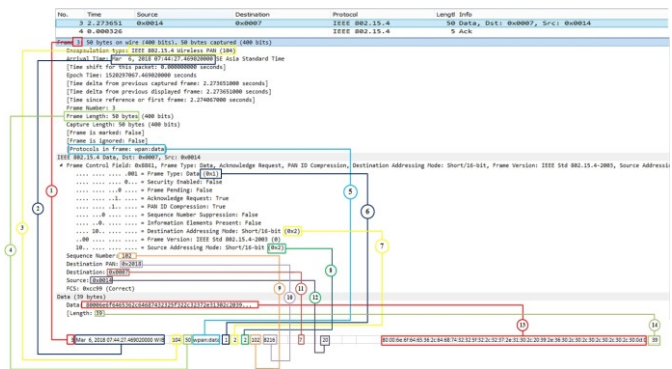 No. Time Source Destination Protocol Lengtl Info
3 2.273651 0x0014 0x0007 IEEE 802.15.4 50 Data, Dst: 0x0007, Src: 0x0014
4 0.000326 IEEE 802.15.4 5 Ack
Frame 3: 50 bytes on wire (400 bits), 50 bytes captured (400 bits)
Encapsulation type: IEEE 802.15.4 Wireless PAN (104)
Arrival Time: Mar 6, 2018 07:44:27.469020000 SE Asia Standard Time
[Time shift for this packet: 0.000000000 seconds]
Epoch Time: 1520297067.469020000 seconds
[Time delta from previous captured frame: 2.273651000 seconds]
[Time delta from previous displayed frame: 2.273651000 seconds]
[Time since reference or first frame: 2.274067000 seconds]
Frame Number: 3
Frame Length: 50 bytes (400 bits)
Capture Length: 50 bytes (400 bits)
[Frame is marked: False]
[Frame is ignored: False]
[Protocols in frame: wpan:data]
IEEE 802.15.4 Data, Dst: 0x0007, Src: 0x0014
Frame Control Field: 0x8861, Frame Type: Data, Acknowledge Request, PAN ID Compression, Destination Addressing Mode: Short/16-bit, Frame Version: IEEE Std 802.15.4-2003, Source Addressin
.... .... .... .001 = Frame Type: Data (0x1)
.... .... .... 0... = Security Enabled: False
.... .... ...0 .... = Frame Pending: False
.... .... ..1. .... = Acknowledge Request: True
.... .... .1.. .... = PAN ID Compression: True
.... ...0 .... .... = Sequence Number Suppression: False
.... ..0. .... .... = Information Elements Present: False
.... 10.. .... .... = Destination Addressing Mode: Short/16-bit (0x2)
..00 .... .... .... = Frame Version: IEEE Std 802.15.4-2003 (0)
10.. .... .... .... = Source Addressing Mode: Short/16-bit (0x2)
Sequence Number: 102
Destination PAN: 0x2018
Destination: 0x0007
Source: 0x0014
FCS: 0xcc99 (Correct)
Data (39 bytes)
Data:
[Length: 39]
1 2 3 4 5 6 7 8 9 10 11 12 13 14
3 Mar 6, 2018 07:44:27.469020000 WIB 104 50 wpan:data 1 2 2 102 8216 7 20 39